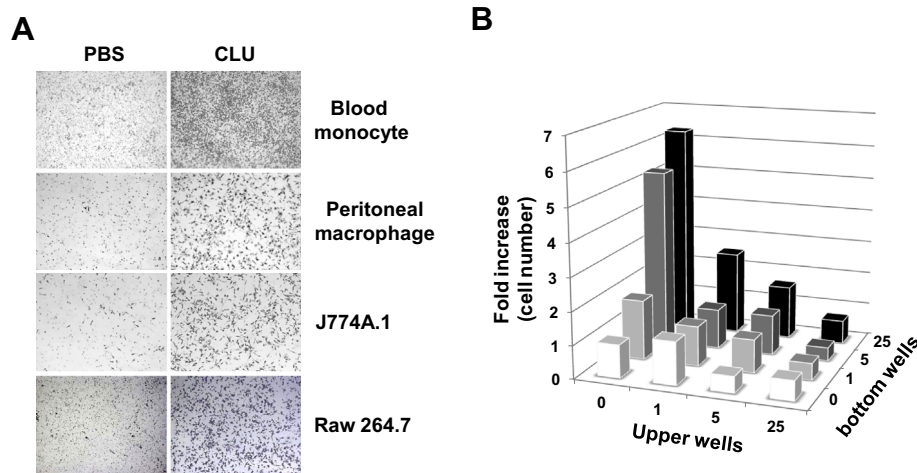 A
PBS CLU
Blood
monocyte
Peritoneal
macrophage
J774A.1
Raw 264.7
B
Fold increase
(cell number)
7
6
5
4
3
2
1
0
0 1 5 25
Upper wells
0 1 5 25
bottom wells